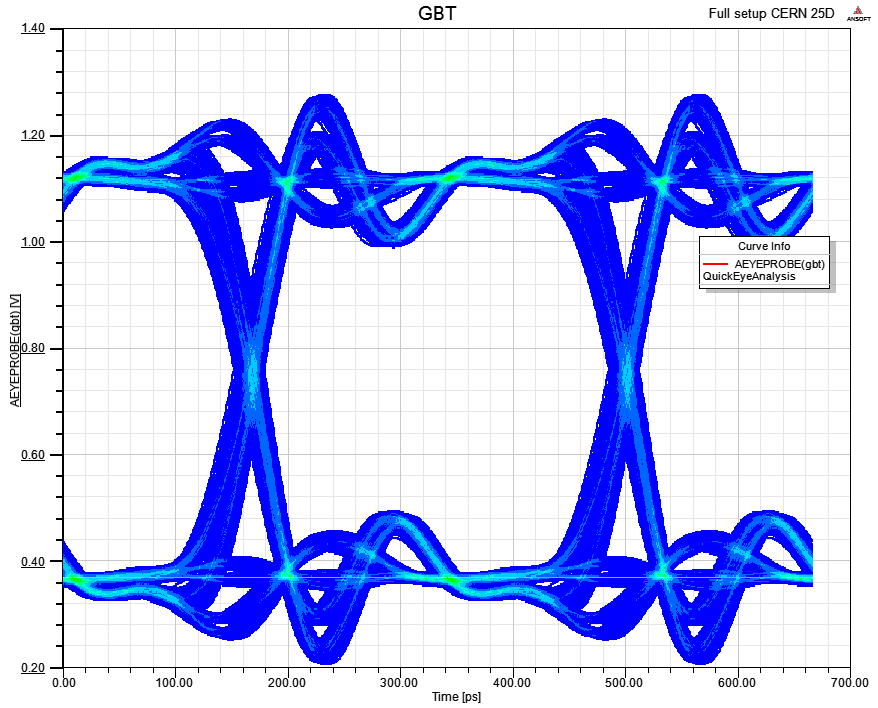 GBT
Full setup CERN 25D
ANSOFT
1.40
1.20
1.00
0.80
0.60
0.40
0.20
AEYEPROBE(gbt) [V]
Curve Info
AEYEPROBE(gbt)
QuickEyeAnalysis
0.00 100.00 200.00 300.00 400.00 500.00 600.00 700.00
Time [ps]